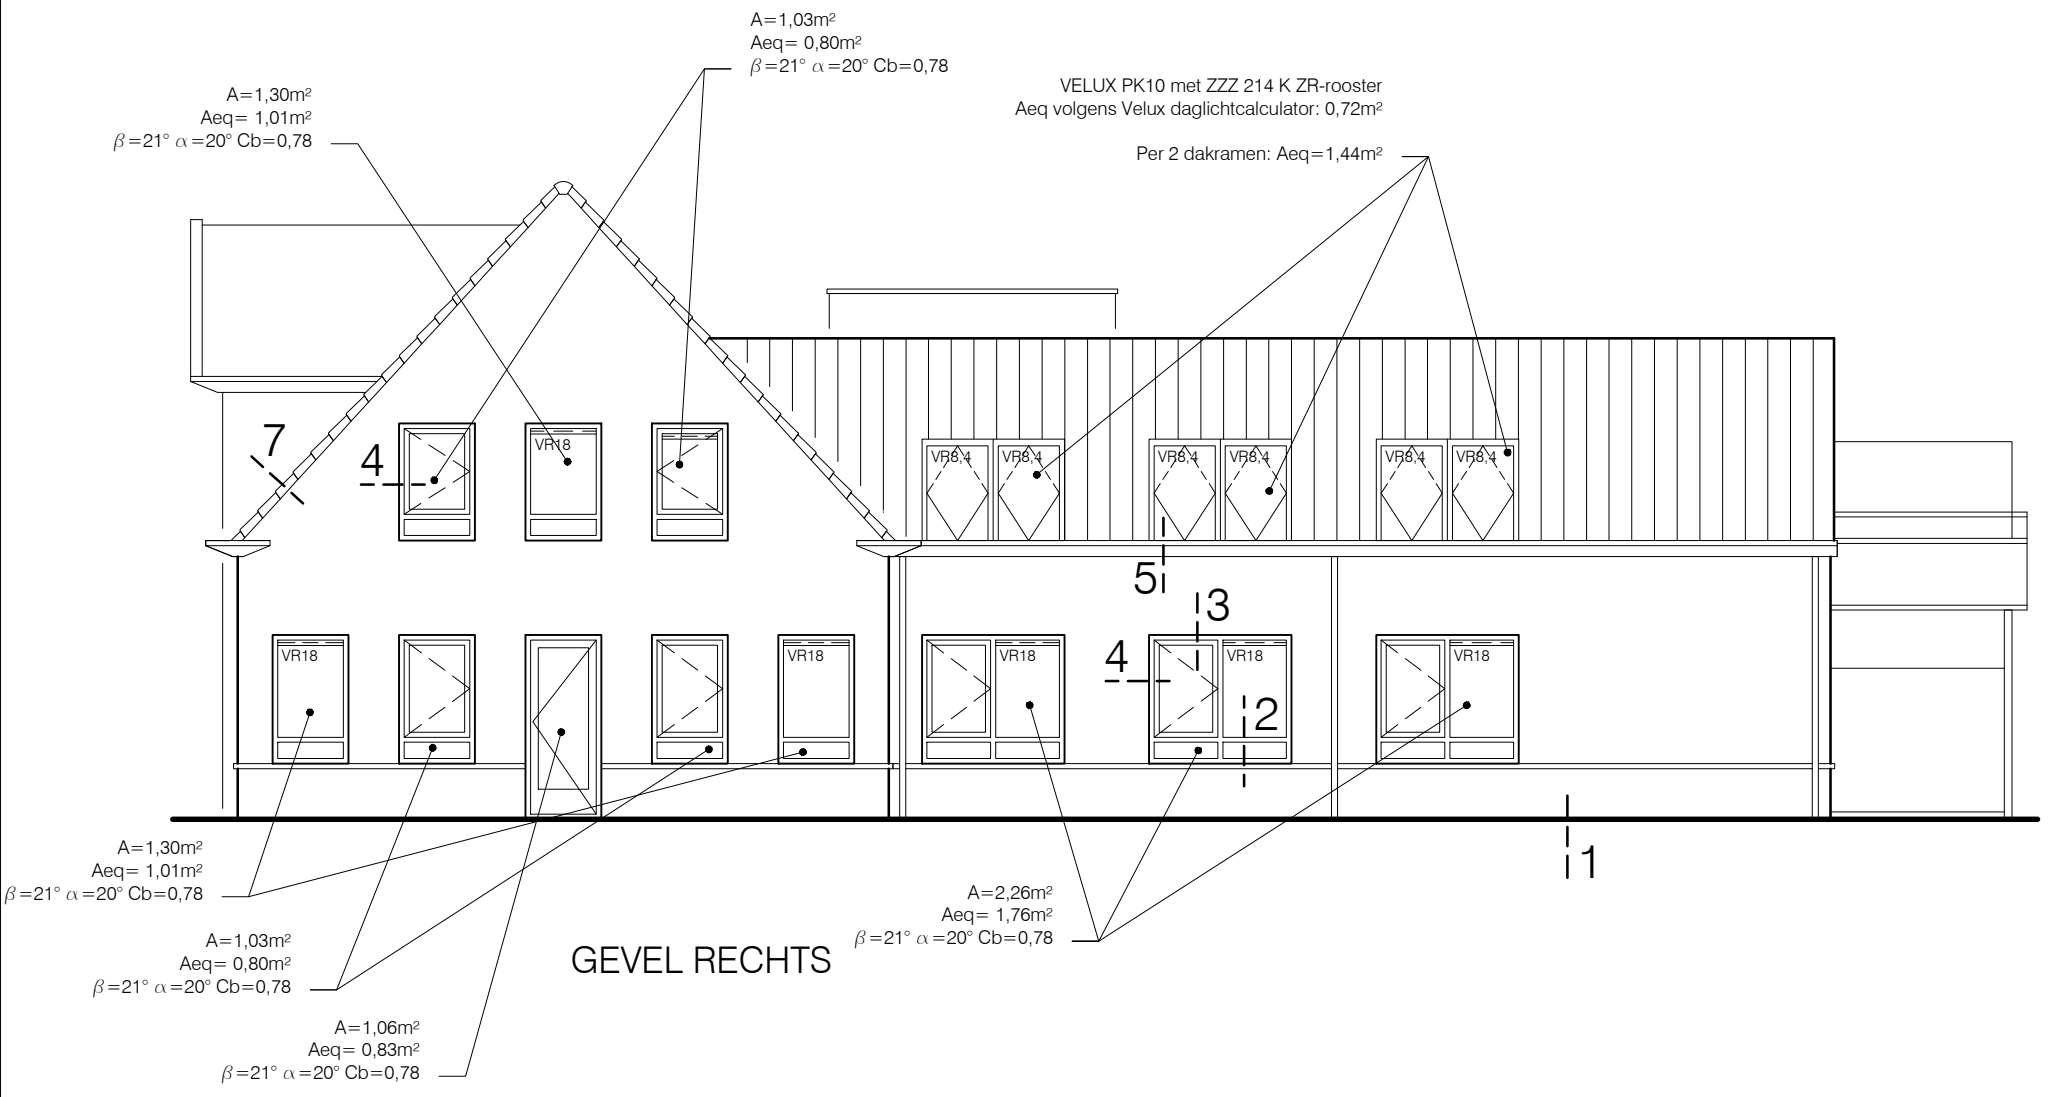 A=1,03m²
Aeq= 0,80m²
β=21° α=20° Cb=0,78
A=1,30m²
Aeq= 1,01m²
β=21° α=20° Cb=0,78
VELUX PK10 met ZZZ 214 K ZR-rooster
Aeq volgens Velux daglichtcalculator: 0,72m²
Per 2 dakramen: Aeq=1,44m²
7
4
VR18
VR8,4
VR8,4
VR8,4
VR8,4
VR8,4
VR8,4
5
3
4
2
VR18
VR18
VR18
VR18
VR18
1
A=1,30m²
Aeq= 1,01m²
β=21° α=20° Cb=0,78
A=1,03m²
Aeq= 0,80m²
β=21° α=20° Cb=0,78
A=1,06m²
Aeq= 0,83m²
β=21° α=20° Cb=0,78
A=2,26m²
Aeq= 1,76m²
β=21° α=20° Cb=0,78
GEVEL RECHTS